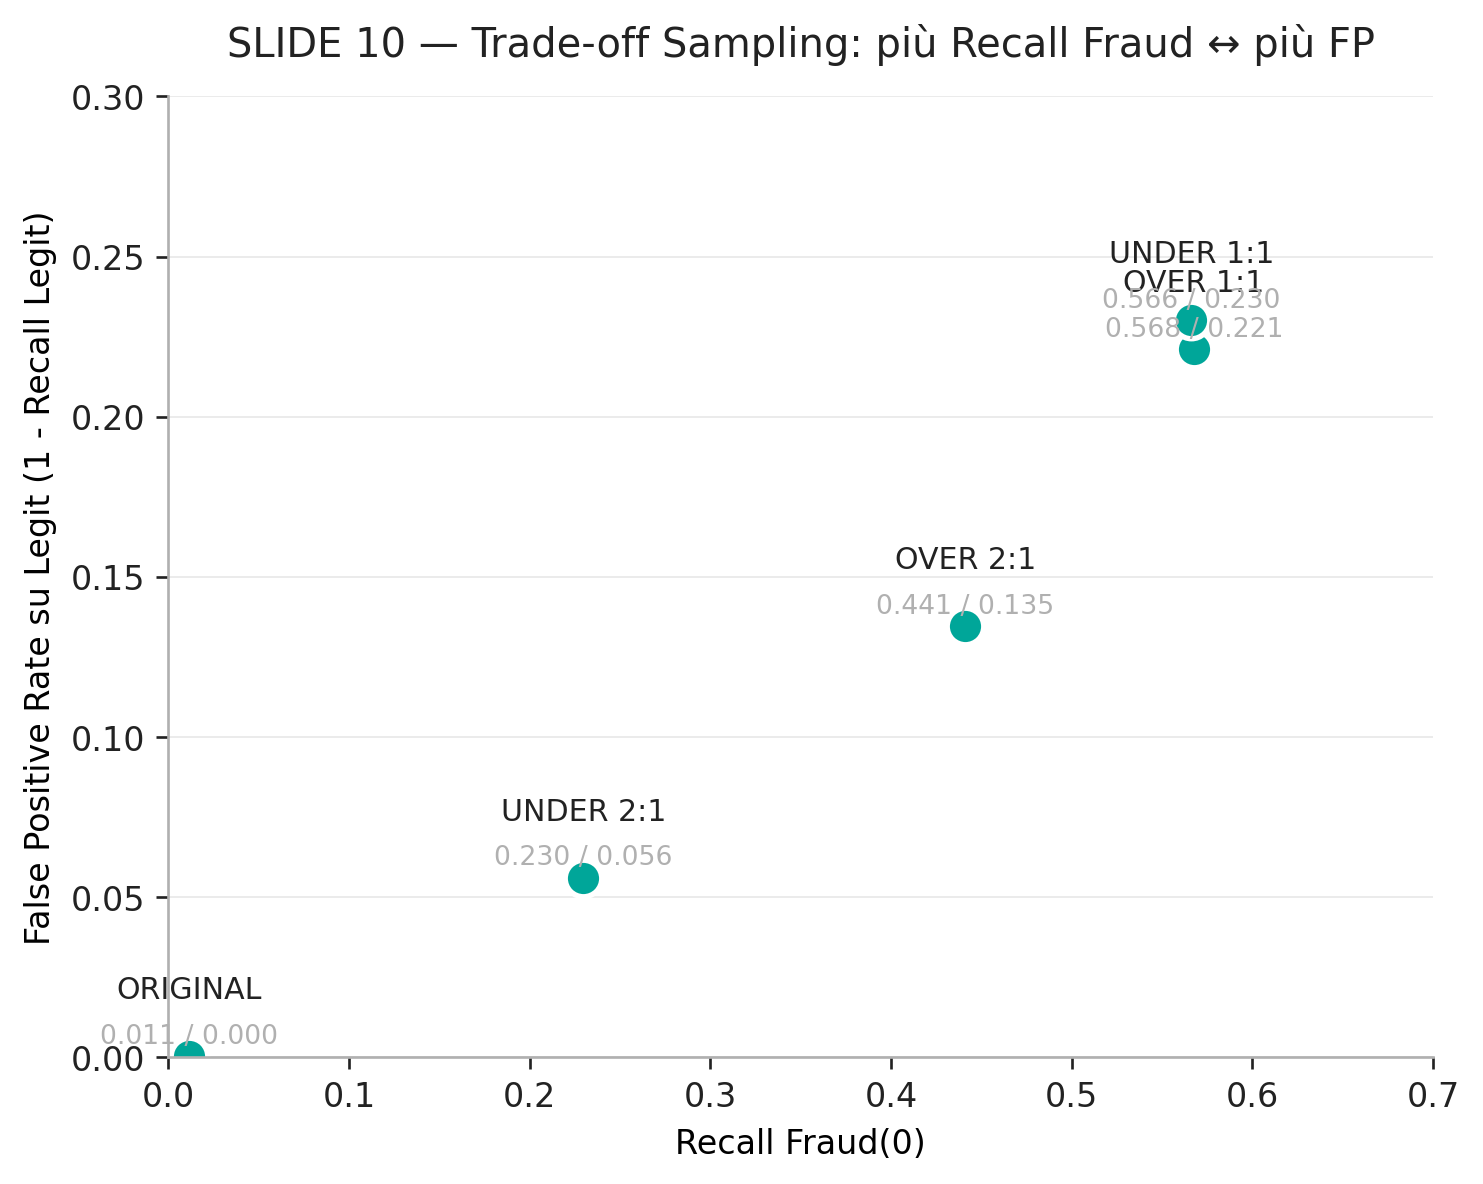 SLIDE 10 — Trade-off Sampling: più Recall Fraud ↔ più FP
False Positive Rate su Legit (1 - Recall Legit)
0.30
0.25
0.20
0.15
0.10
0.05
0.00
UNDER 1:1
OVER 1:1
0.566 / 0.230
0.568 / 0.221
OVER 2:1
0.441 / 0.135
UNDER 2:1
0.230 / 0.056
ORIGINAL
0.011 / 0.000
0.0 0.1 0.2 0.3 0.4 0.5 0.6 0.7
Recall Fraud(0)